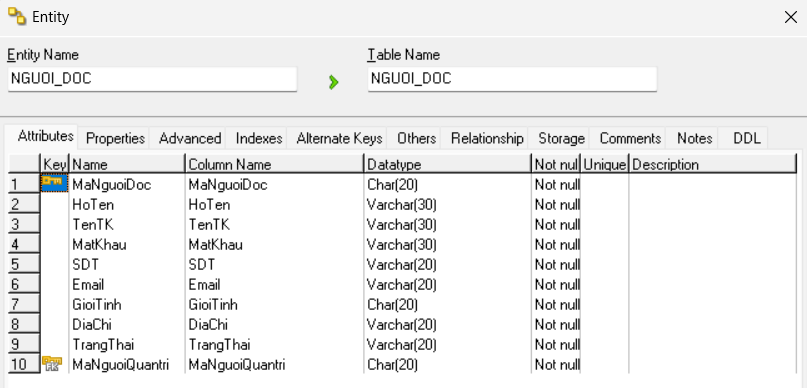 Entity
Entity Name Table Name
NGUOI_DOC NGUOI_DOC
Attributes Properties Advanced Indexes Alternate Keys Others Relationship Storage Comments Notes DDL
Key Name Column Name Datatype Not nul Unique Description
1 MaNguoiDoc MaNguoiDoc Char(20) Not null
2 HoTen HoTen Varchar(30) Not null
3 TenTK TenTK Varchar(30) Not null
4 MatKhau MatKhau Varchar(30) Not null
5 SDT SDT Varchar(20) Not null
6 Email Email Varchar(20) Not null
7 GioiTinh GioiTinh Char(20) Not null
8 DiaChi DiaChi Varchar(20) Not null
9 TrangThai TrangThai Varchar(20) Not null
10 FK MaNguoiQuantri MaNguoiQuantri Char(20) Not null